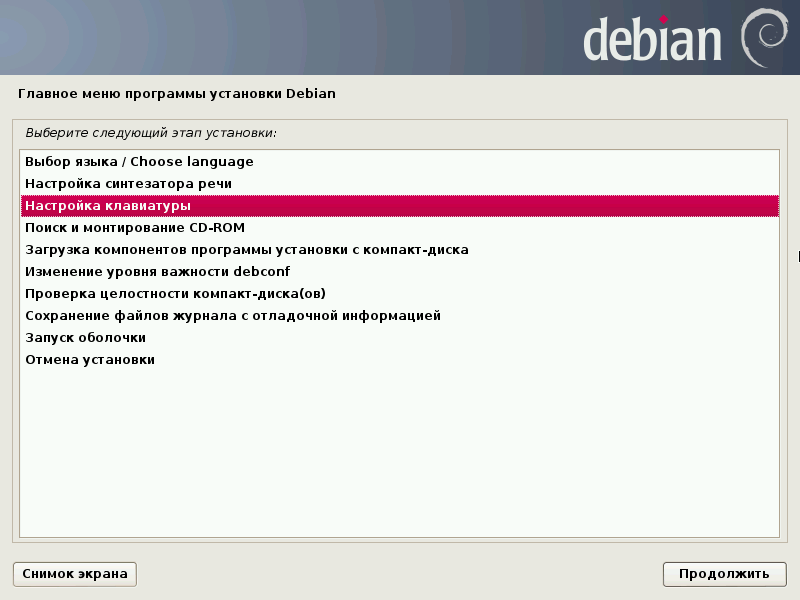 debian
Главное меню программы установки Debian
Выберите следующий этап установки:
Выбор языка / Choose language
Настройка синтезатора речи
Настройка клавиатуры
Поиск и монтирование CD-ROM
Загрузка компонентов программы установки с компакт-диска
Изменение уровня важности debconf
Проверка целостности компакт-диска(ов)
Сохранение файлов журнала с отладочной информацией
Запуск оболочки
Отмена установки
Снимок экрана
Продолжить